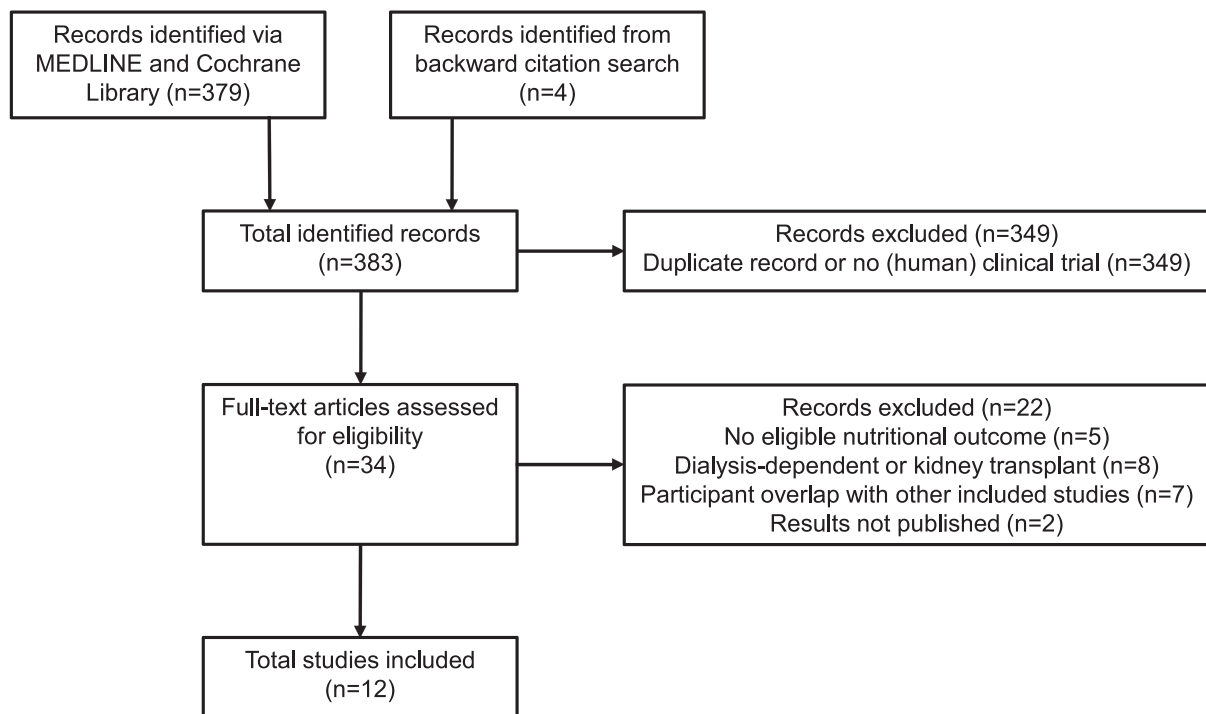 Records identified via
MEDLINE and Cochrane
Library (n=379)
Records identified from
backward citation search
(n=4)
Total identified records
(n=383)
Records excluded (n=349)
Duplicate record or no (human) clinical trial (n=349)
Full-text articles assessed
for eligibility
(n=34)
Records excluded (n=22)
No eligible nutritional outcome (n=5)
Dialysis-dependent or kidney transplant (n=8)
Participant overlap with other included studies (n=7)
Results not published (n=2)
Total studies included
(n=12)